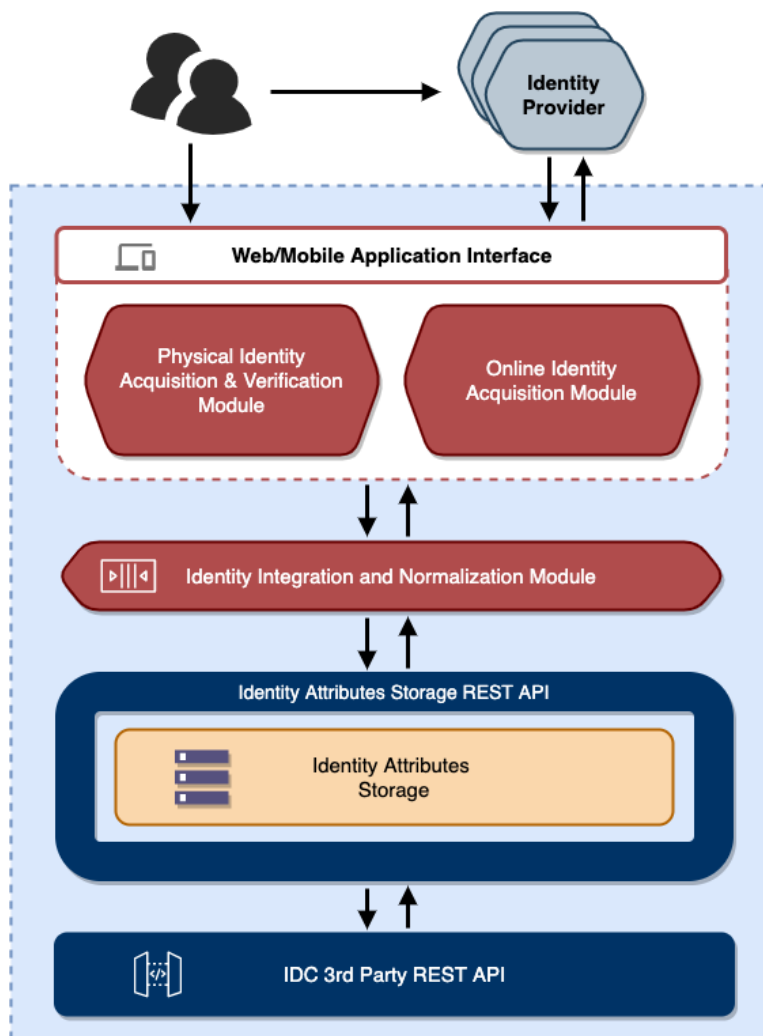 Identity
Provider
Web/Mobile Application Interface
Physical Identity
Acquisition & Verification
Module
Online Identity
Acquisition Module
Identity Integration and Normalization Module
Identity Attributes Storage REST API
Identity Attributes
Storage
IDC 3rd Party REST API